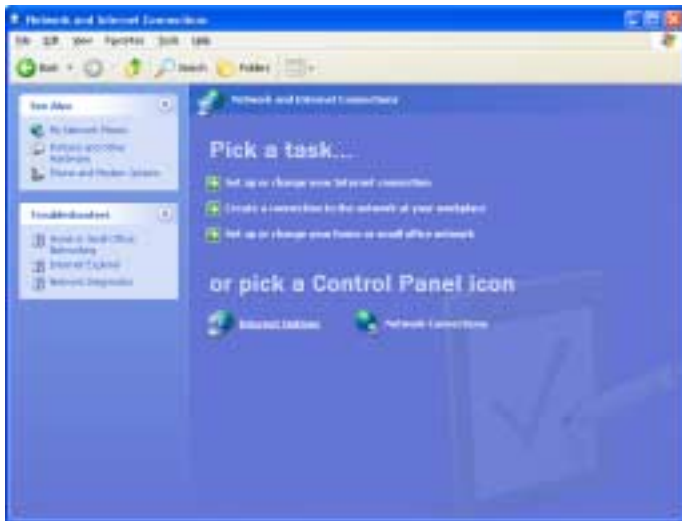 Network and Internet Connections
File Edit View Favorites Tools Help
Back Search Folders
See Also
My Network Places
Printers and Other
Hardware
Phone and Modem Options
Troubleshooters
Home or Small Office
Networking
Internet Explorer
Network Diagnostics
Network and Internet Connections
Pick a task...
Set up or change your Internet connection
Create a connection to the network at your workplace
Set up or change your home or small office network
or pick a Control Panel icon
Internet Options
Network Connections